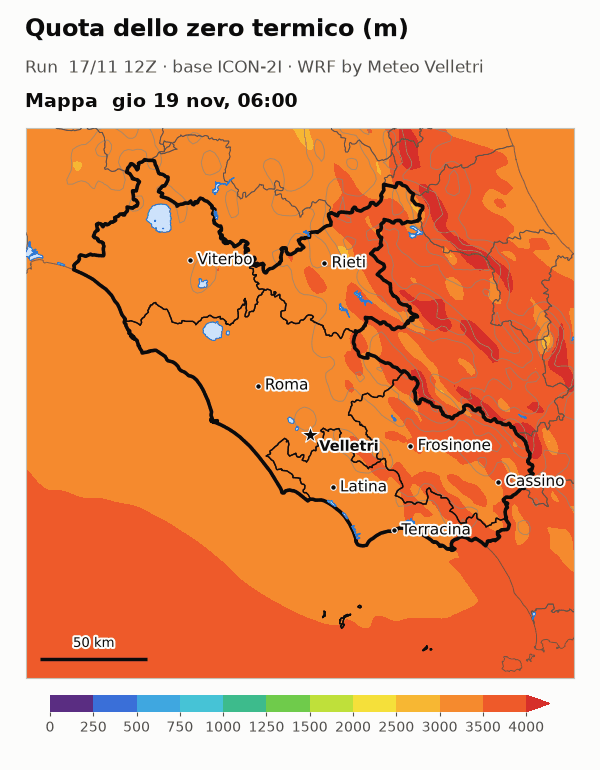 Quota dello zero termico (m)
Run  17/11 12Z · base ICON-2I · WRF by Meteo Velletri
Mappa  gio 19 nov, 06:00
Viterbo
Rieti
Roma
Velletri
Frosinone
Cassino
Latina
Terracina
50 km
0 250 500 750 1000 1250 1500 2000 2500 3000 3500 4000